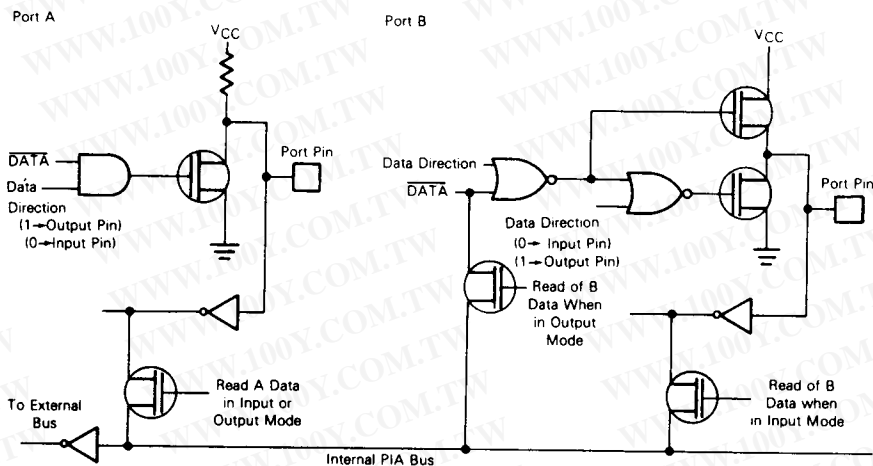 Port A
VCC
DATA
Data
Direction
(1→Output Pin)
(0→Input Pin)
Port Pin
Read A Data
in Input or
Output Mode
To External
Bus
Internal PIA Bus
Port B
VCC
Data Direction
DATA
Data Direction
(0→ Input Pin)
(1→Output Pin)
Port Pin
Read of B
Data When
in Output
Mode
Read of B
Data when
in Input Mode
WWW.100Y.COM.TW